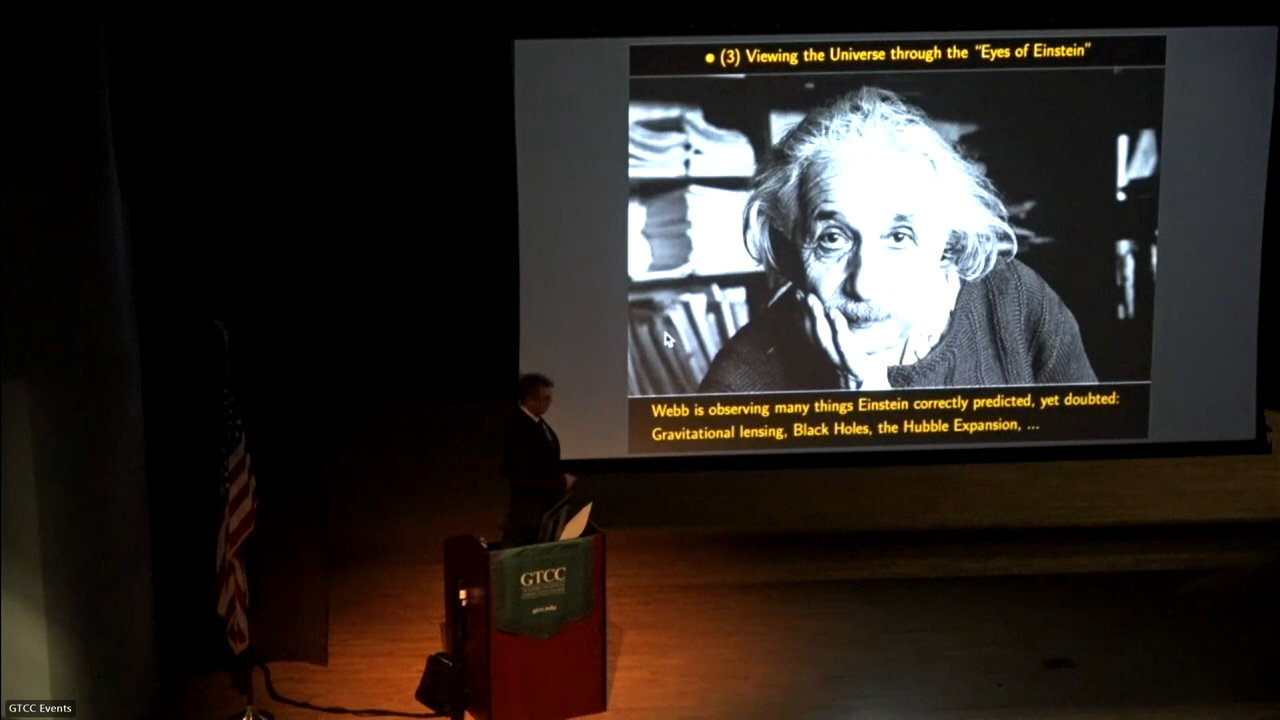 ● (3) Viewing the Universe through the "Eyes of Einstein"
Webb is observing many things Einstein correctly predicted, yet doubted:
Gravitational lensing, Black Holes, the Hubble Expansion, ...
GTCC
GTCC Events